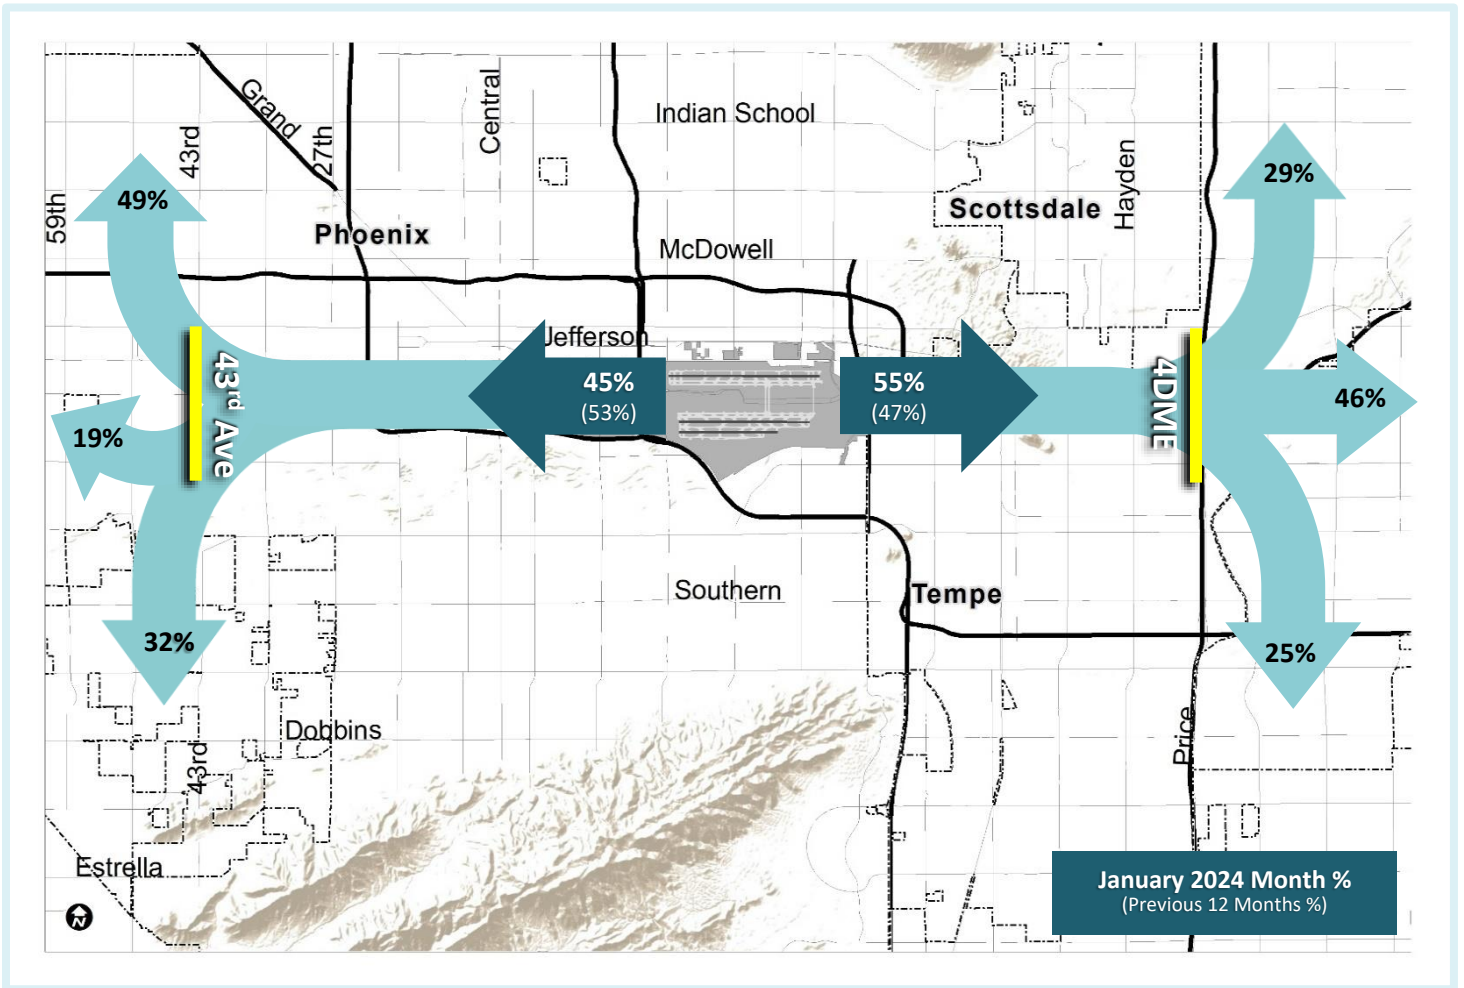 Grand
43rd
27th
Central
Indian School
Hayden
29%
49%
59th
Scottsdale
Phoenix
McDowell
Jefferson
43rd Ave
45%
(53%)
55%
(47%)
4DME
46%
19%
Southern
Tempe
32%
25%
Dobbins
43rd
Price
Estrella
N
January 2024 Month %
(Previous 12 Months %)